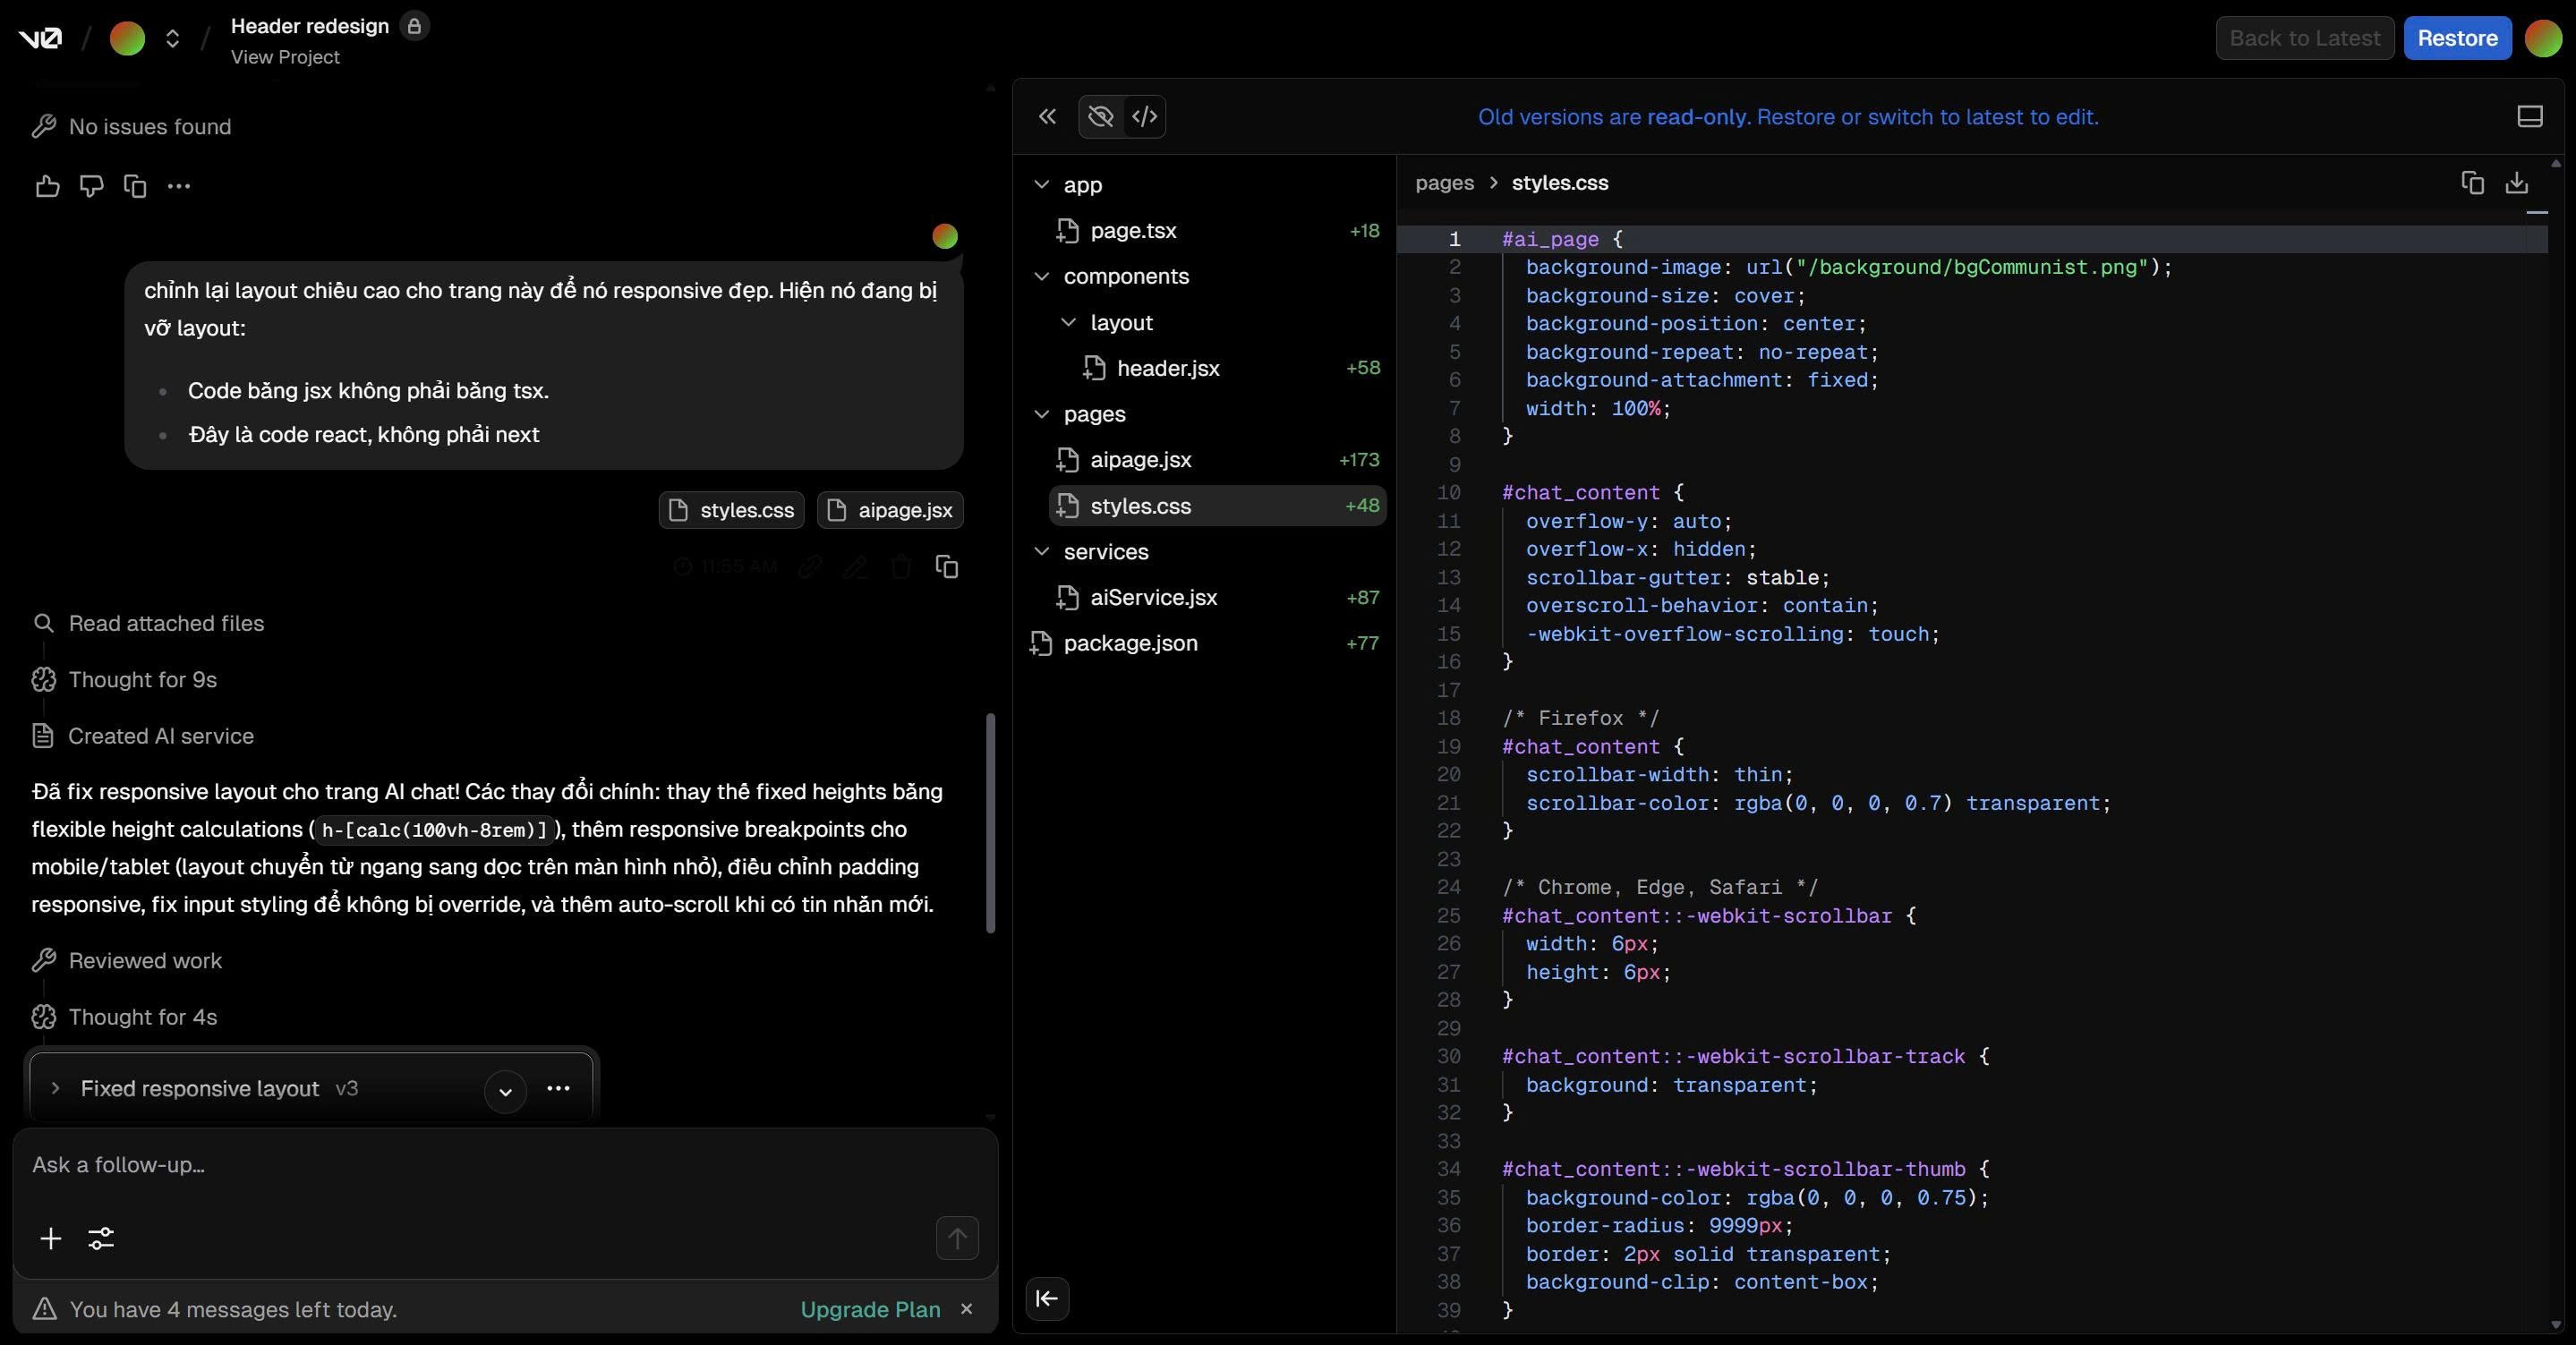 v0
Header redesign
View Project
Back to Latest
Restore
No issues found
chỉnh lại layout chiều cao cho trang này để nó responsive đẹp. Hiện nó đang bị
vỡ layout:
Code bằng jsx không phải bằng tsx.
Đây là code react, không phải next
styles.css
aipage.jsx
11:55 AM
Read attached files
Thought for 9s
Created AI service
Đã fix responsive layout cho trang AI chat! Các thay đổi chính: thay thế fixed heights bằng
flexible height calculations (h-[calc(100vh-8rem)]), thêm responsive breakpoints cho
mobile/tablet (layout chuyển từ ngang sang dọc trên màn hình nhỏ), điều chỉnh padding
responsive, fix input styling để không bị override, và thêm auto-scroll khi có tin nhắn mới.
Reviewed work
Thought for 4s
Fixed responsive layout v3
Ask a follow-up...
You have 4 messages left today.
Upgrade Plan
Old versions are read-only. Restore or switch to latest to edit.
app
page.tsx +18
components
layout
header.jsx +58
pages
aipage.jsx +173
styles.css +48
services
aiService.jsx +87
package.json +77
pages > styles.css
1 #ai_page {
2 background-image: url("/background/bgCommunist.png");
3 background-size: cover;
4 background-position: center;
5 background-repeat: no-repeat;
6 background-attachment: fixed;
7 width: 100%;
8 }
9
10 #chat_content {
11 overflow-y: auto;
12 overflow-x: hidden;
13 scrollbar-gutter: stable;
14 overscroll-behavior: contain;
15 -webkit-overflow-scrolling: touch;
16 }
17
18 /* Firefox */
19 #chat_content {
20 scrollbar-width: thin;
21 scrollbar-color: rgba(0, 0, 0, 0.7) transparent;
22 }
23
24 /* Chrome, Edge, Safari */
25 #chat_content::-webkit-scrollbar {
26 width: 6px;
27 height: 6px;
28 }
29
30 #chat_content::-webkit-scrollbar-track {
31 background: transparent;
32 }
33
34 #chat_content::-webkit-scrollbar-thumb {
35 background-color: rgba(0, 0, 0, 0.75);
36 border-radius: 9999px;
37 border: 2px solid transparent;
38 background-clip: content-box;
39 }